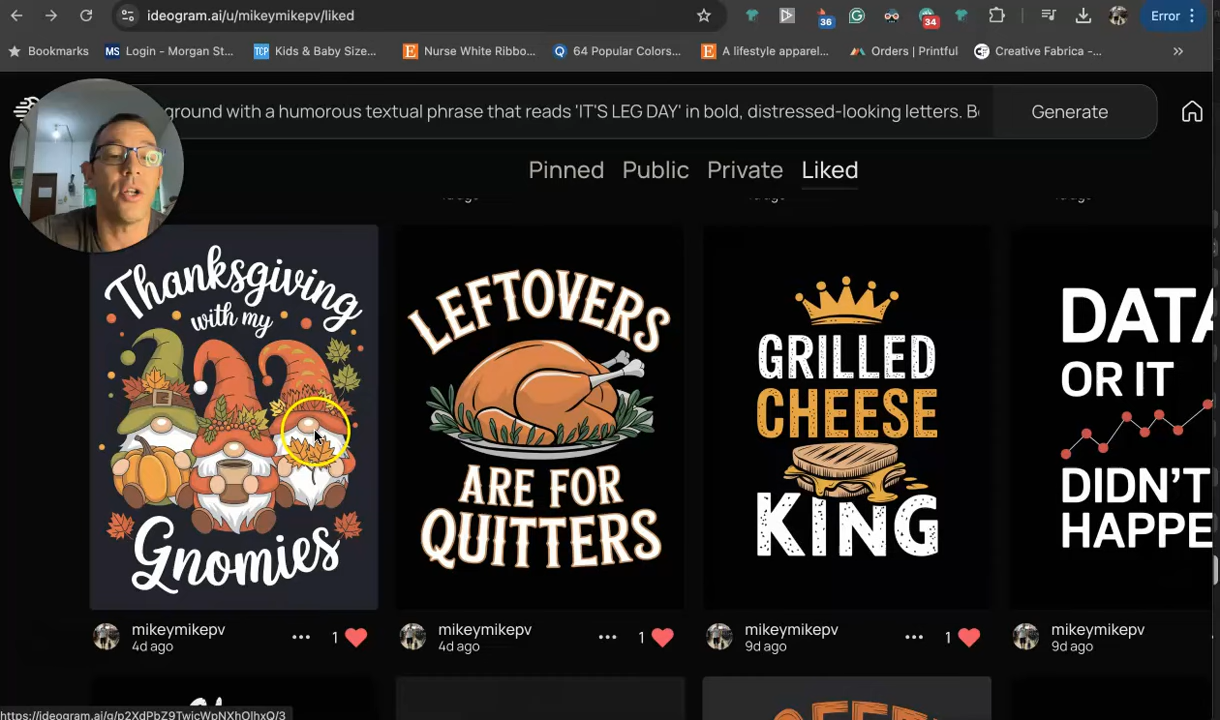 ideogram.ai/u/mikeymikepv/liked
36
34
Error
Bookmarks
Login - Morgan St...
TCP
Kids & Baby Size...
Nurse White Ribbo...
64 Popular Colors...
A lifestyle apparel...
Orders | Printful
Creative Fabrica -...
ground with a humorous textual phrase that reads 'IT'S LEG DAY' in bold, distressed-looking letters. B
Generate
Pinned
Public
Private
Liked
Thanksgiving
with my
Gnomies
LEFTOVERS
ARE FOR
QUITTERS
GRILLED
CHEESE
KING
DATA
OR IT
DIDN'T
HAPPE
mikeymikepv
4d ago
1
mikeymikepv
4d ago
1
mikeymikepv
9d ago
1
mikeymikepv
9d ago
https://ideogram.ai/g/p2XdPbZ9TwicWpNXhOlhxQ/3